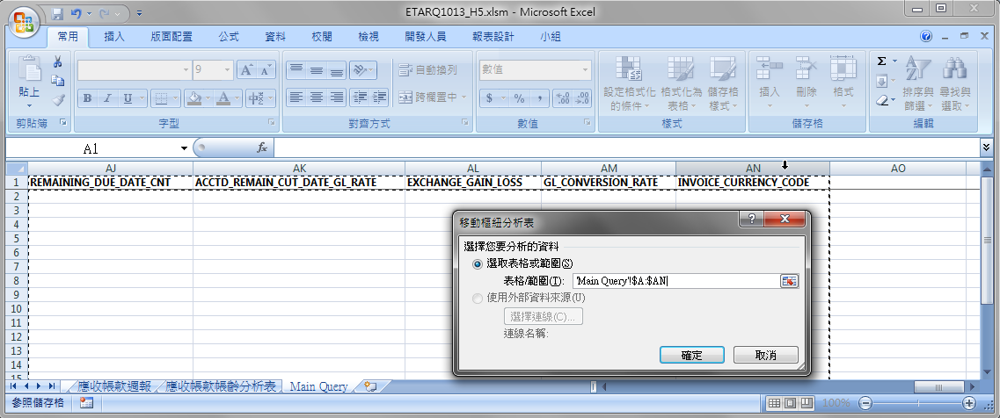 ETARQ1013_H5.xlsm - Microsoft Excel
常用 插入 版面配置 公式 資料 校閱 檢視 開發人員 報表設計 小組
貼上
剪貼簿
9
B I U
A A
中
字型
自動換列
跨欄置中
對齊方式
數值
$ % ,
數值
設定格式化的條件
格式化為表格
儲存格樣式
樣式
插入 刪除 格式
儲存格
Σ
排序與篩選
尋找與選取
編輯
A1
fx
AJ AK AL AM AN AO
1 REMAINING_DUE_DATE_CNT ACCTD_REMAIN_CUT_DATE_GL_RATE EXCHANGE_GAIN_LOSS GL_CONVERSION_RATE INVOICE_CURRENCY_CODE
2
3
4
5
6
7
8
9
10
11
12
13
14
15
移動樞紐分析表
選擇您要分析的資料
選取表格或範圍(S)
表格/範圍(T): 'Main Query'!$A:$AN
使用外部資料來源(U)
選擇連線(C)...
連線名稱:
確定 取消
應收帳款週報 應收帳款帳齡分析表 Main Query
參照儲存格
100%